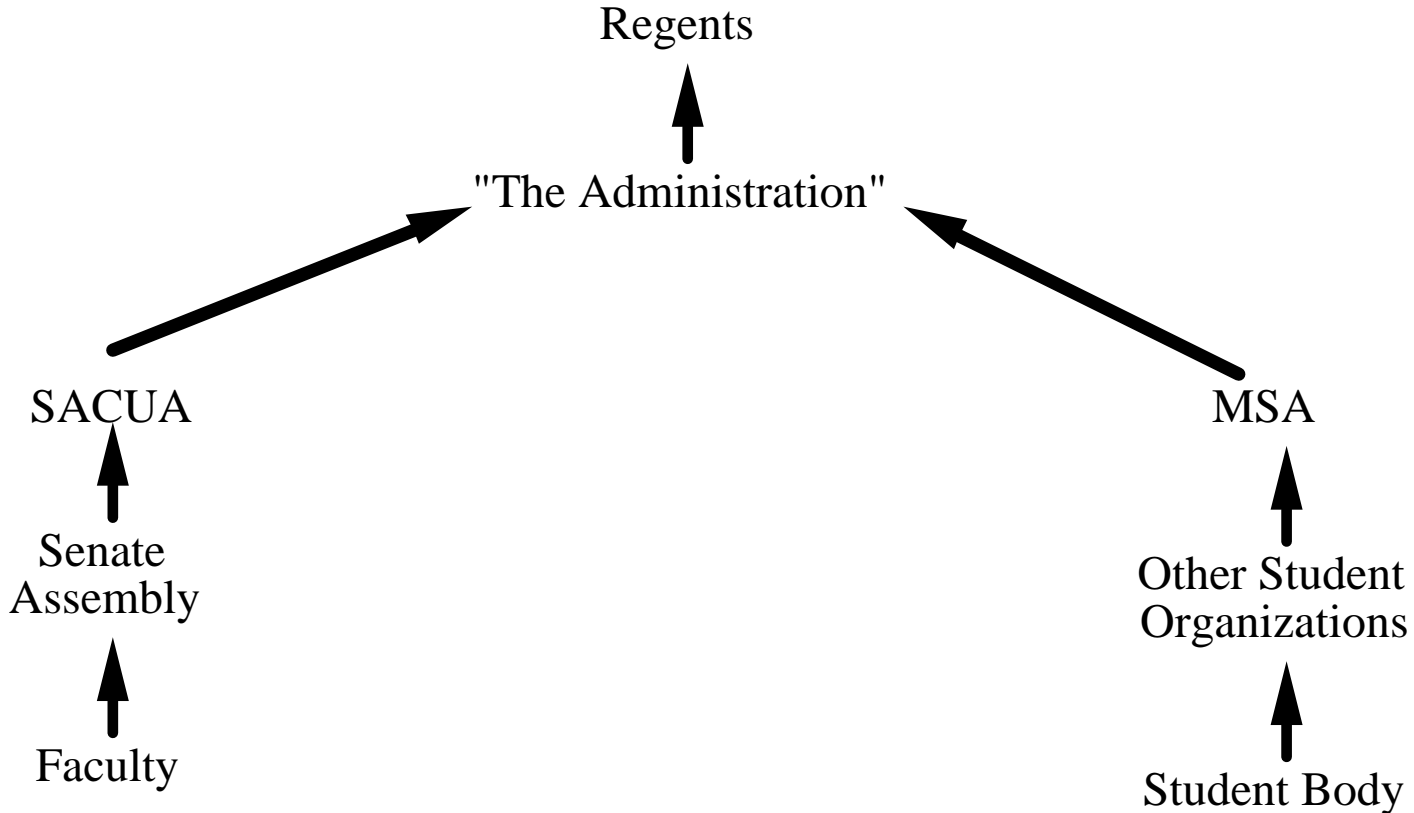 Regents
"The Administration"
SACUA
MSA
Senate
Assembly
Other Student
Organizations
Faculty
Student Body